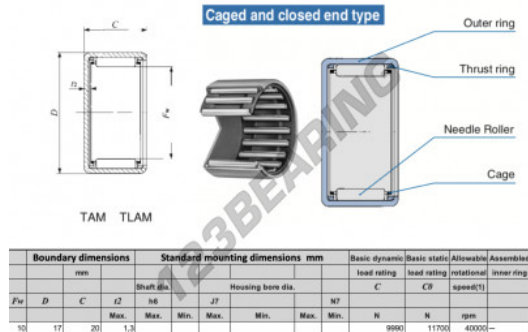 Caged and closed end type
C
t2
D
Fw
TAM TLAM
Outer ring
Thrust ring
Needle Roller
Cage
123BEARING
Boundary dimensions Standard mounting dimensions mm Basic dynamic Basic static Allowable Assembled
mm load rating load rating rotational inner ring
Shaft dia. Housing bore dia. C C0 speed(1)
Fw D C t2 h6 J7 N7
Max. Max. Min. Max. Min. Max. Min. N N rpm
10 17 20 1,3 9990 11700 40000 —